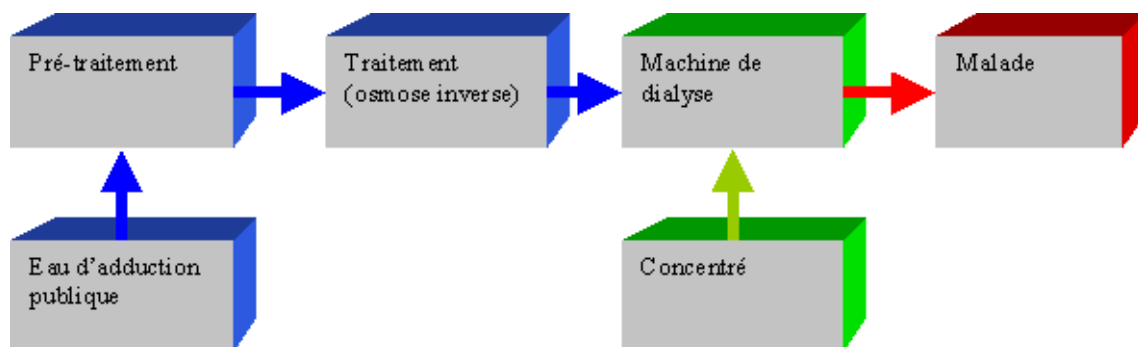 Pré-traitement
Traitement
(osmose inverse)
Machine de
dialyse
Malade
Eau d'adduction
publique
Concentré